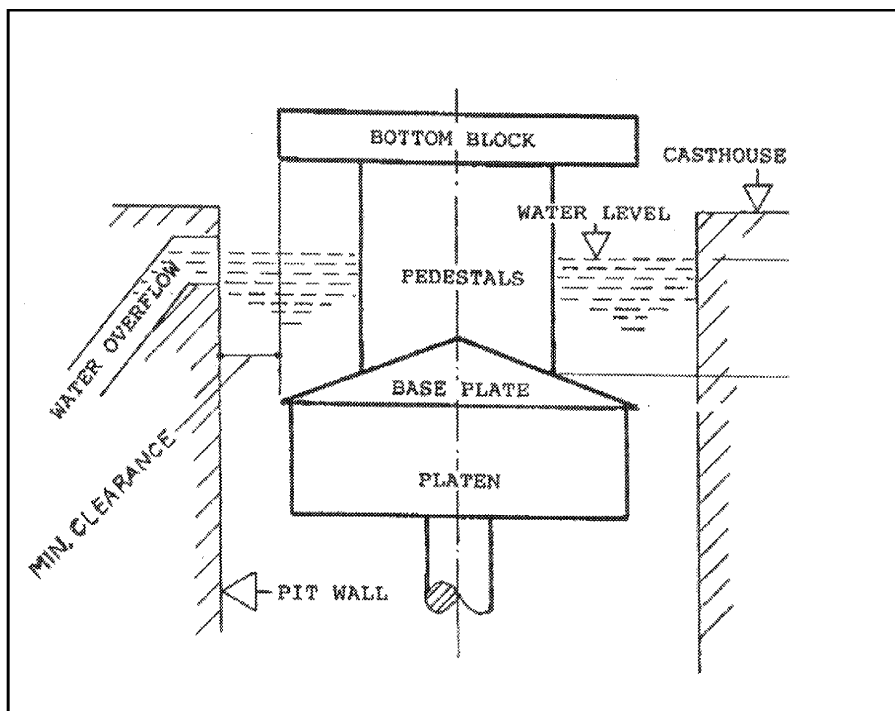 BOTTOM BLOCK
CASTHOUSE
WATER LEVEL
PEDESTALS
WATER OVERFLOW
BASE PLATE
MIN. CLEARANCE
PLATEN
PIT WALL